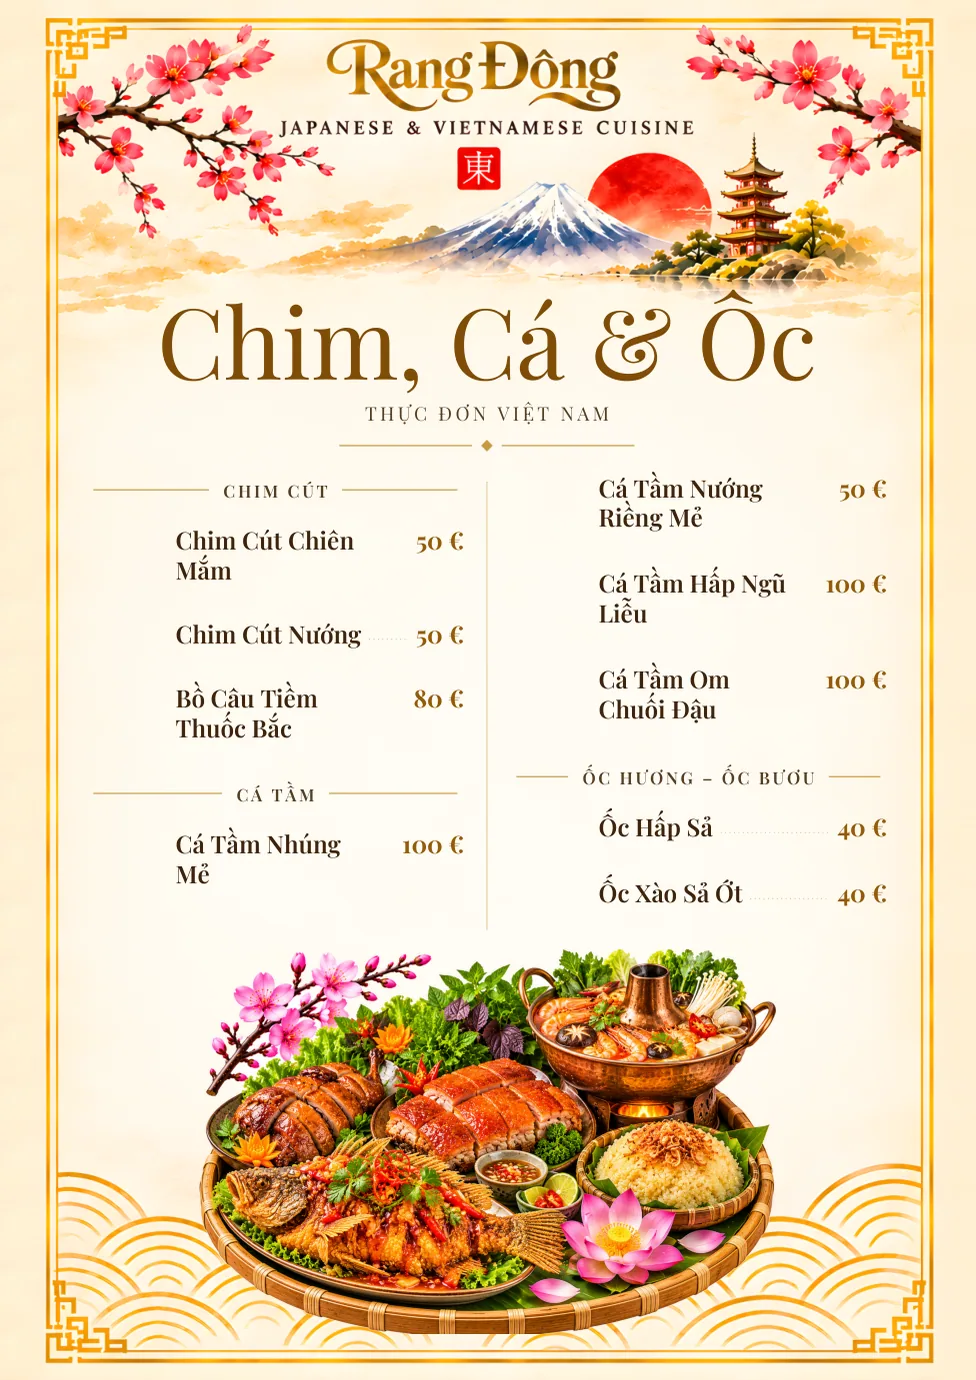 Rang Đông
JAPANESE & VIETNAMESE CUISINE
東
Chim, Cá & Ôc
THỰC ĐƠN VIỆT NAM
CHIM CÚT
Chim Cút Chiên
Mắm
50 €
Chim Cút Nướng
50 €
Bồ Câu Tiềm
Thuốc Bắc
80 €
CÁ TẦM
Cá Tầm Nhúng
Mẻ
100 €
Cá Tầm Nướng
Riềng Mẻ
50 €
Cá Tầm Hấp Ngũ
Liễu
100 €
Cá Tầm Om
Chuối Đậu
100 €
ỐC HƯƠNG – ỐC BƯƠU
Ốc Hấp Sả
40 €
Ốc Xào Sả Ớt
40 €